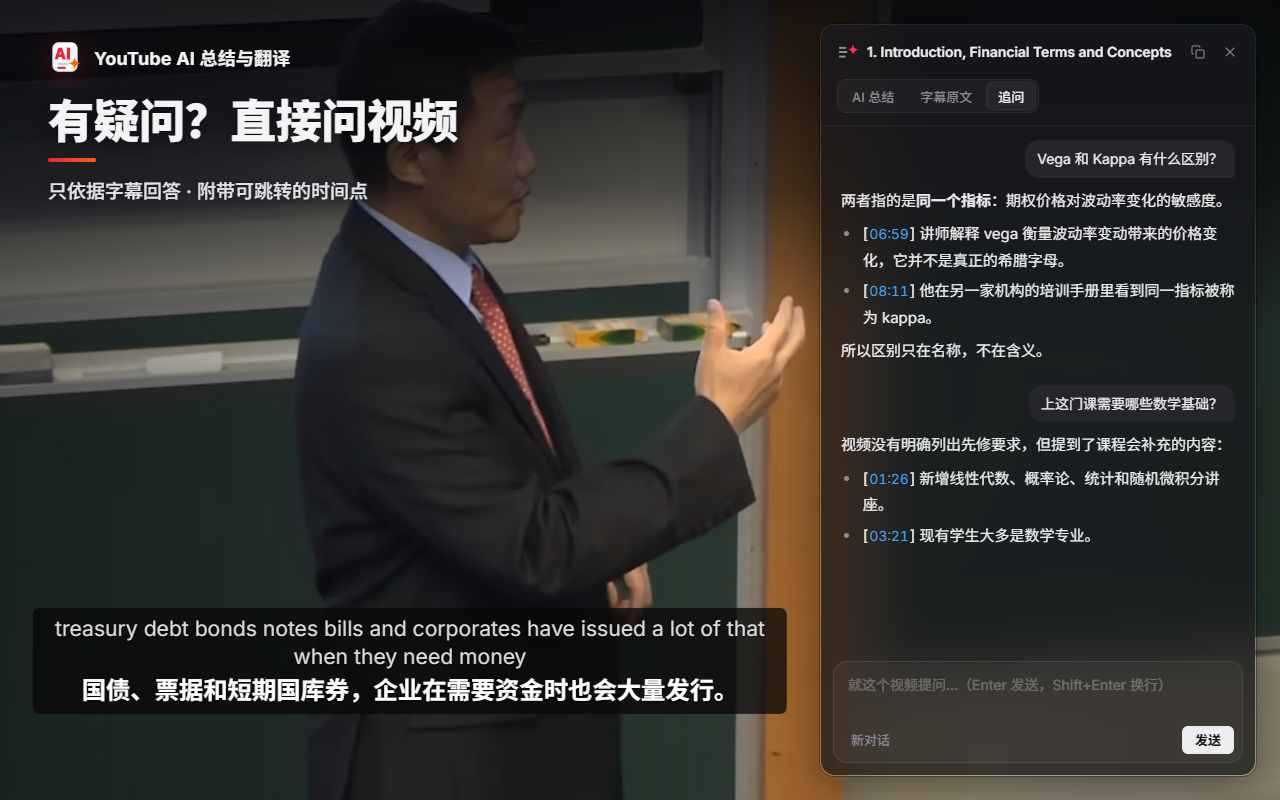 AI
YouTube AI 总结与翻译
有疑问？直接问视频
只依据字幕回答 · 附带可跳转的时间点
treasury debt bonds notes bills and corporates have issued a lot of that
when they need money
国债、票据和短期国库券，企业在需要资金时也会大量发行。
1. Introduction, Financial Terms and Concepts
AI 总结 字幕原文 追问
Vega 和 Kappa 有什么区别？
两者指的是同一个指标：期权价格对波动率变化的敏感度。
[06:59] 讲师解释 vega 衡量波动率变动带来的价格变
化，它并不是真正的希腊字母。
[08:11] 他在另一家机构的培训手册里看到同一指标被称
为 kappa。
所以区别只在名称，不在含义。
上这门课需要哪些数学基础？
视频没有明确列出先修要求，但提到了课程会补充的内容：
[01:26] 新增线性代数、概率论、统计和随机微积分讲
座。
[03:21] 现有学生大多是数学专业。
就这个视频提问...（Enter 发送，Shift+Enter 换行）
新对话 发送